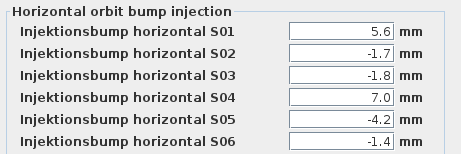 Horizontal orbit bump injection
Injektionsbump horizontal S01 5.6 mm
Injektionsbump horizontal S02 -1.7 mm
Injektionsbump horizontal S03 -1.8 mm
Injektionsbump horizontal S04 7.0 mm
Injektionsbump horizontal S05 -4.2 mm
Injektionsbump horizontal S06 -1.4 mm